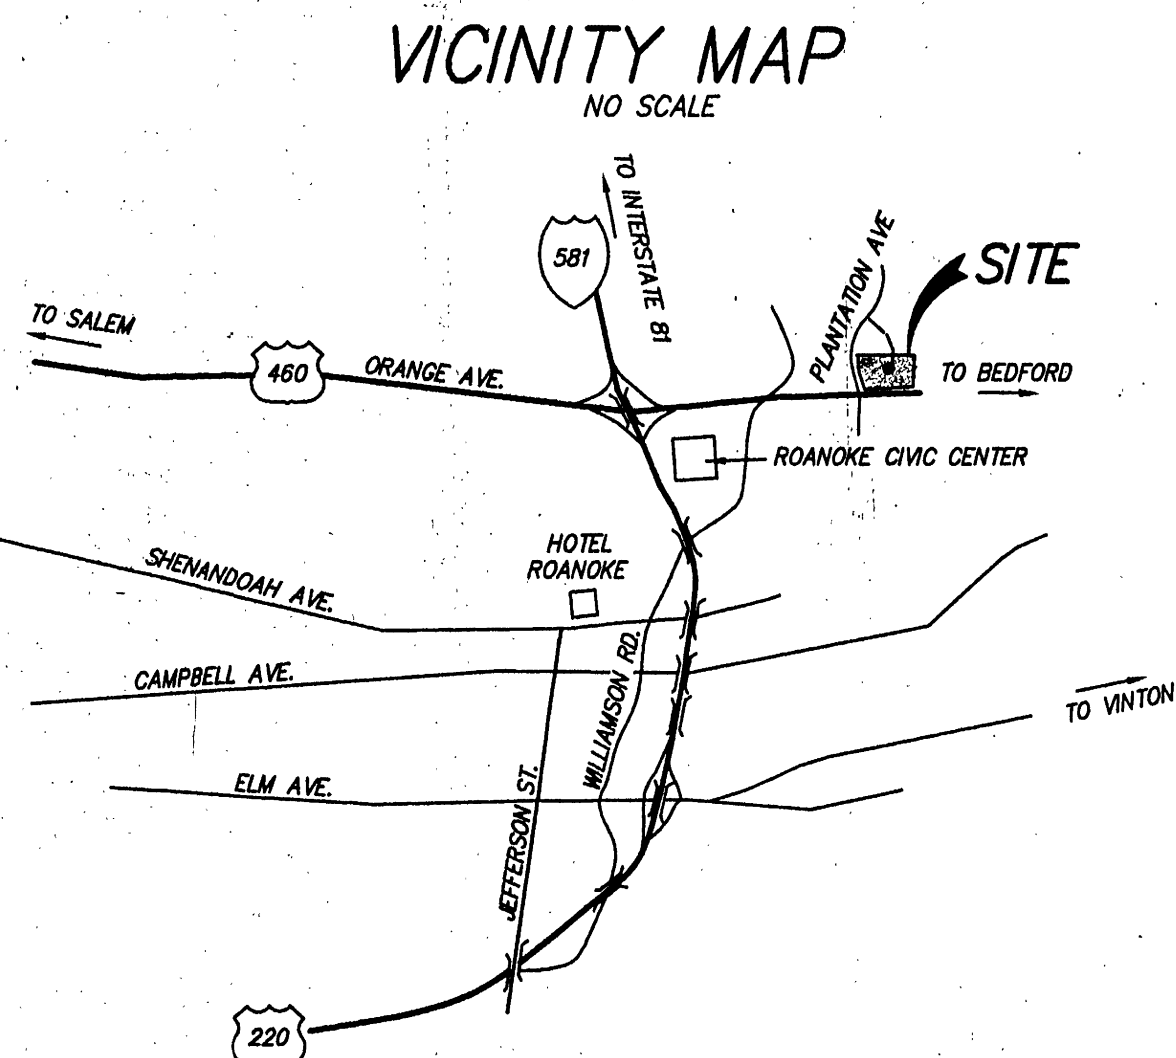 VICINITY MAP
NO SCALE
TO INTERSTATE 81
581
PLANTATION AVE
SITE
TO SALEM
460
ORANGE AVE.
TO BEDFORD
ROANOKE CIVIC CENTER
HOTEL
ROANOKE
SHENANDOAH AVE.
WILLIAMSON RD.
CAMPBELL AVE.
TO VINTON
ELM AVE.
JEFFERSON ST.
220